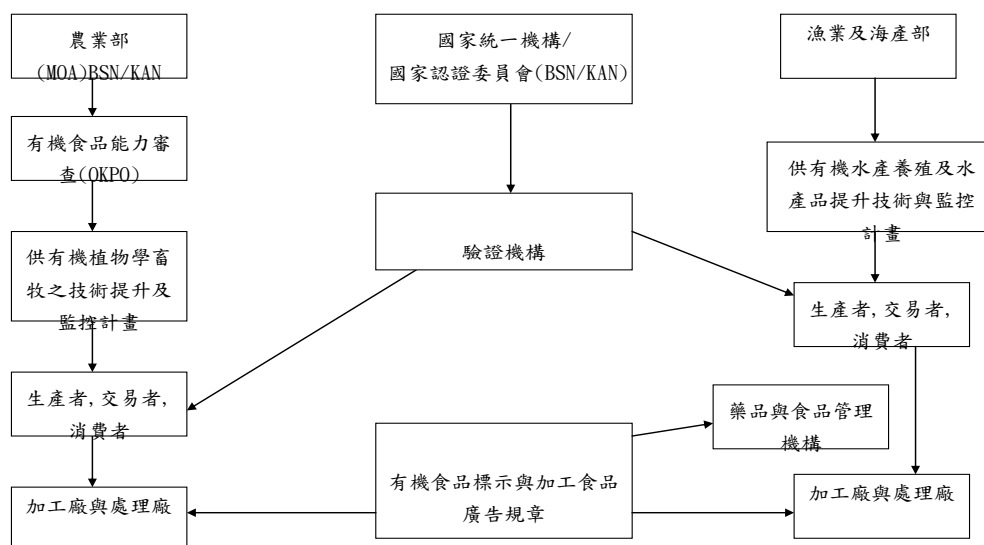 農業部
(MOA)BSN/KAN
國家統一機構/
國家認證委員會(BSN/KAN)
漁業及海產部
有機食品能力審
查(OKPO)
供有機水產養殖及水
產品提升技術與監控
計畫
驗證機構
供有機植物學畜
牧之技術提升及
監控計畫
生產者,交易者,
消費者
生產者,交易者,
消費者
藥品與食品管理
機構
有機食品標示與加工食品
廣告規章
加工廠與處理廠
加工廠與處理廠